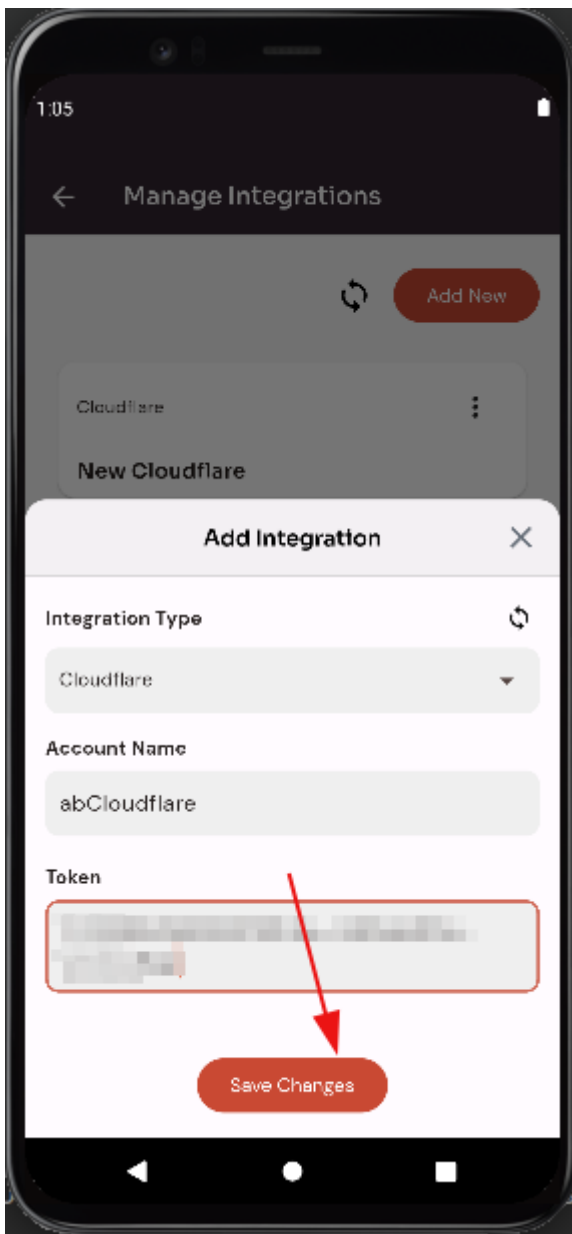 1:05
Manage Integrations
Add New
Cloudflare
New Cloudflare
Add Integration
Integration Type
Cloudflare
Account Name
abCloudflare
Token
Save Changes